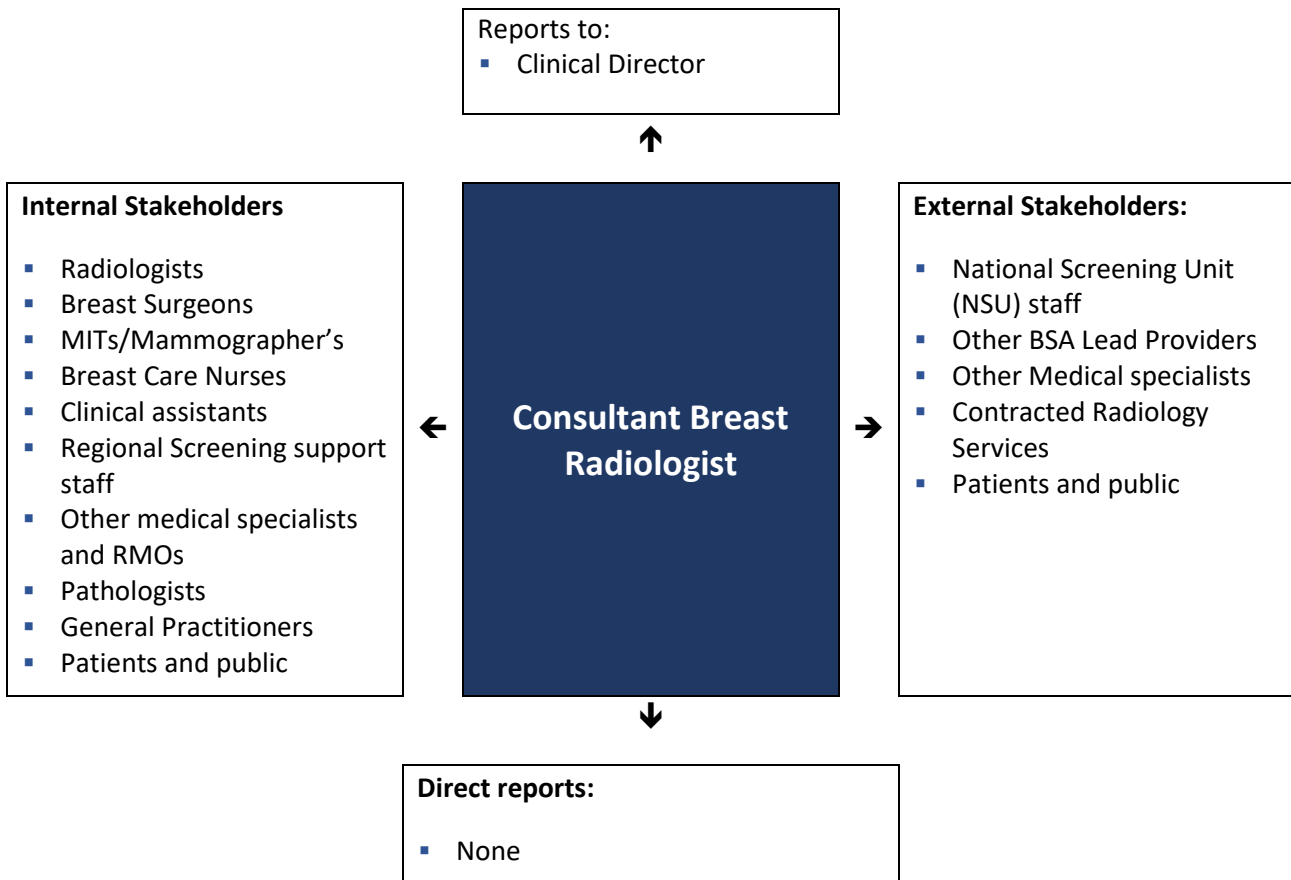 Reports to:
▪ Clinical Director
Internal Stakeholders
▪ Radiologists
▪ Breast Surgeons
▪ MITs/Mammographer’s
▪ Breast Care Nurses
▪ Clinical assistants
▪ Regional Screening support
staff
▪ Other medical specialists
and RMOs
▪ Pathologists
▪ General Practitioners
▪ Patients and public
Consultant Breast
Radiologist
External Stakeholders:
▪ National Screening Unit
(NSU) staff
▪ Other BSA Lead Providers
▪ Other Medical specialists
▪ Contracted Radiology
Services
▪ Patients and public
Direct reports:
▪ None